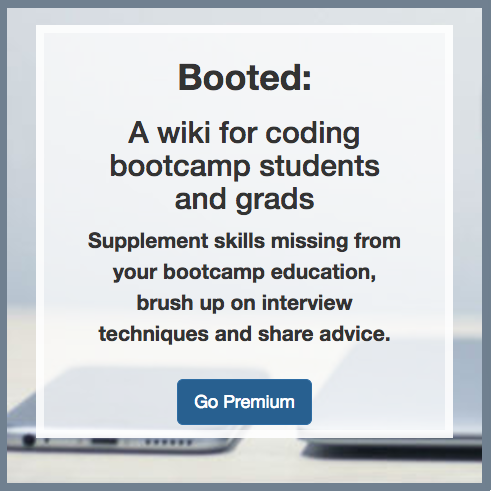 Booted:
A wiki for coding
bootcamp students
and grads
Supplement skills missing from
your bootcamp education,
brush up on interview
techniques and share advice.
Go Premium